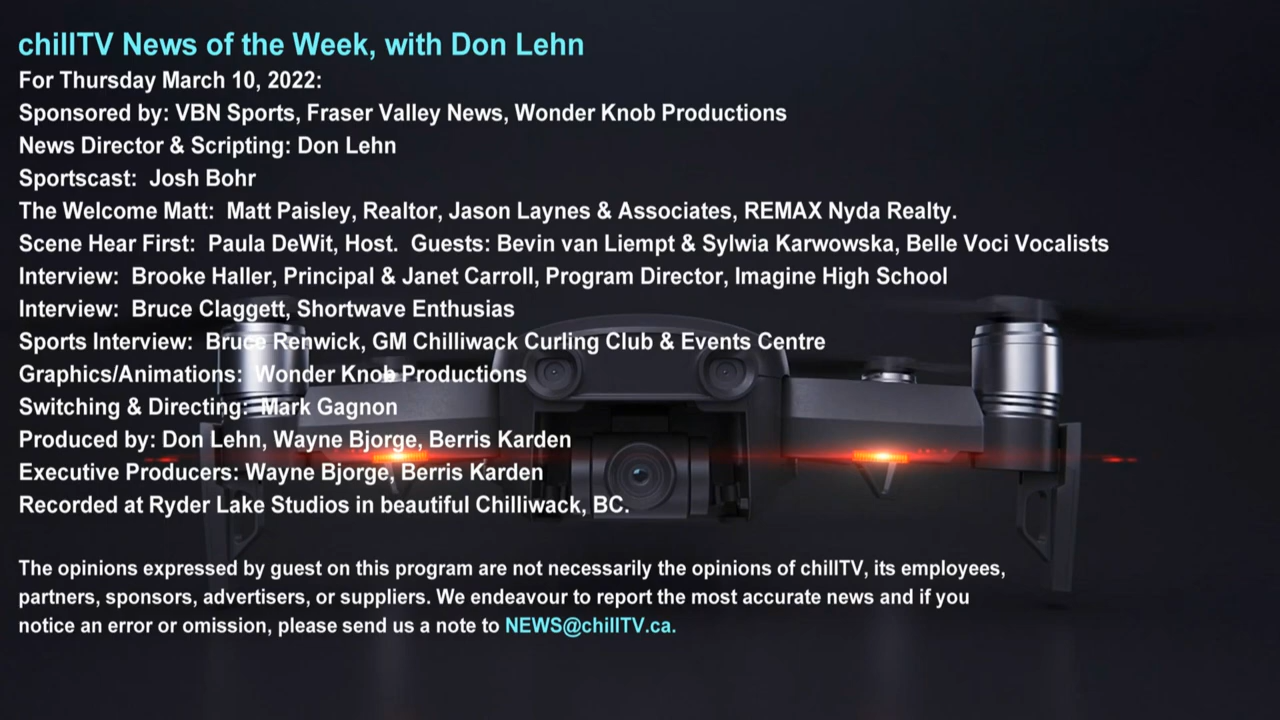 chillTV News of the Week, with Don Lehn
For Thursday March 10, 2022:
Sponsored by: VBN Sports, Fraser Valley News, Wonder Knob Productions
News Director & Scripting: Don Lehn
Sportscast: Josh Bohr
The Welcome Matt: Matt Paisley, Realtor, Jason Laynes & Associates, REMAX Nyda Realty.
Scene Hear First: Paula DeWit, Host. Guests: Bevin van Liempt & Sylwia Karwowska, Belle Voci Vocalists
Interview: Brooke Haller, Principal & Janet Carroll, Program Director, Imagine High School
Interview: Bruce Claggett, Shortwave Enthusias
Sports Interview: Bruce Renwick, GM Chilliwack Curling Club & Events Centre
Graphics/Animations: Wonder Knob Productions
Switching & Directing: Mark Gagnon
Produced by: Don Lehn, Wayne Bjorge, Berris Karden
Executive Producers: Wayne Bjorge, Berris Karden
Recorded at Ryder Lake Studios in beautiful Chilliwack, BC.
The opinions expressed by guest on this program are not necessarily the opinions of chillTV, its employees,
partners, sponsors, advertisers, or suppliers. We endeavour to report the most accurate news and if you
notice an error or omission, please send us a note to NEWS@chillTV.ca.